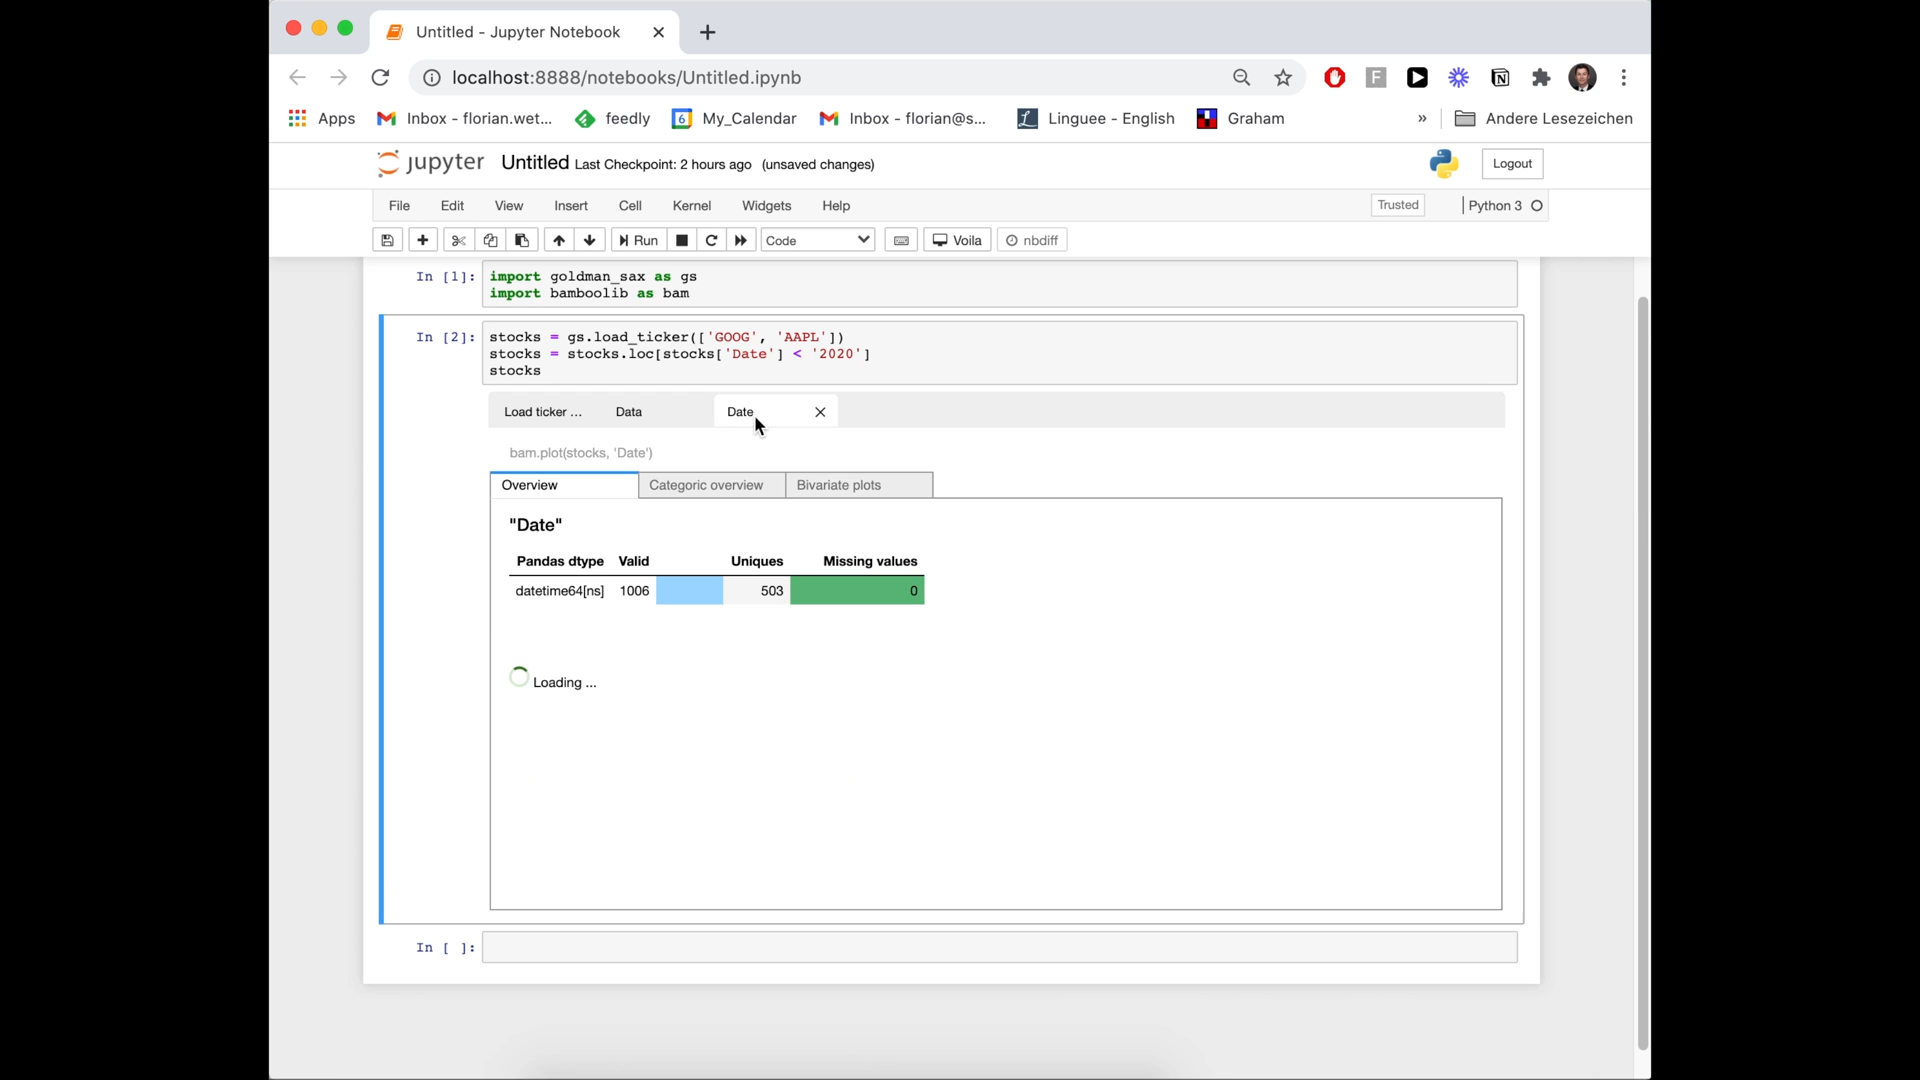 Untitled - Jupyter Notebook
localhost:8888/notebooks/Untitled.ipynb
Apps Inbox - florian.wet... feedly 6 My_Calendar Inbox - florian@s... L Linguee - English Graham » Andere Lesezeichen
jupyter Untitled Last Checkpoint: 2 hours ago (unsaved changes) Logout
File Edit View Insert Cell Kernel Widgets Help Trusted Python 3
Run Code Voila nbdiff
In [1]: import goldman_sax as gs
import bamboolib as bam
In [2]: stocks = gs.load_ticker(['GOOG', 'AAPL'])
stocks = stocks.loc[stocks['Date'] < '2020']
stocks
Load ticker ... Data Date
bam.plot(stocks, 'Date')
Overview Categoric overview Bivariate plots
"Date"
Pandas dtype Valid Uniques Missing values
datetime64[ns] 1006 503 0
Loading ...
In [ ]: